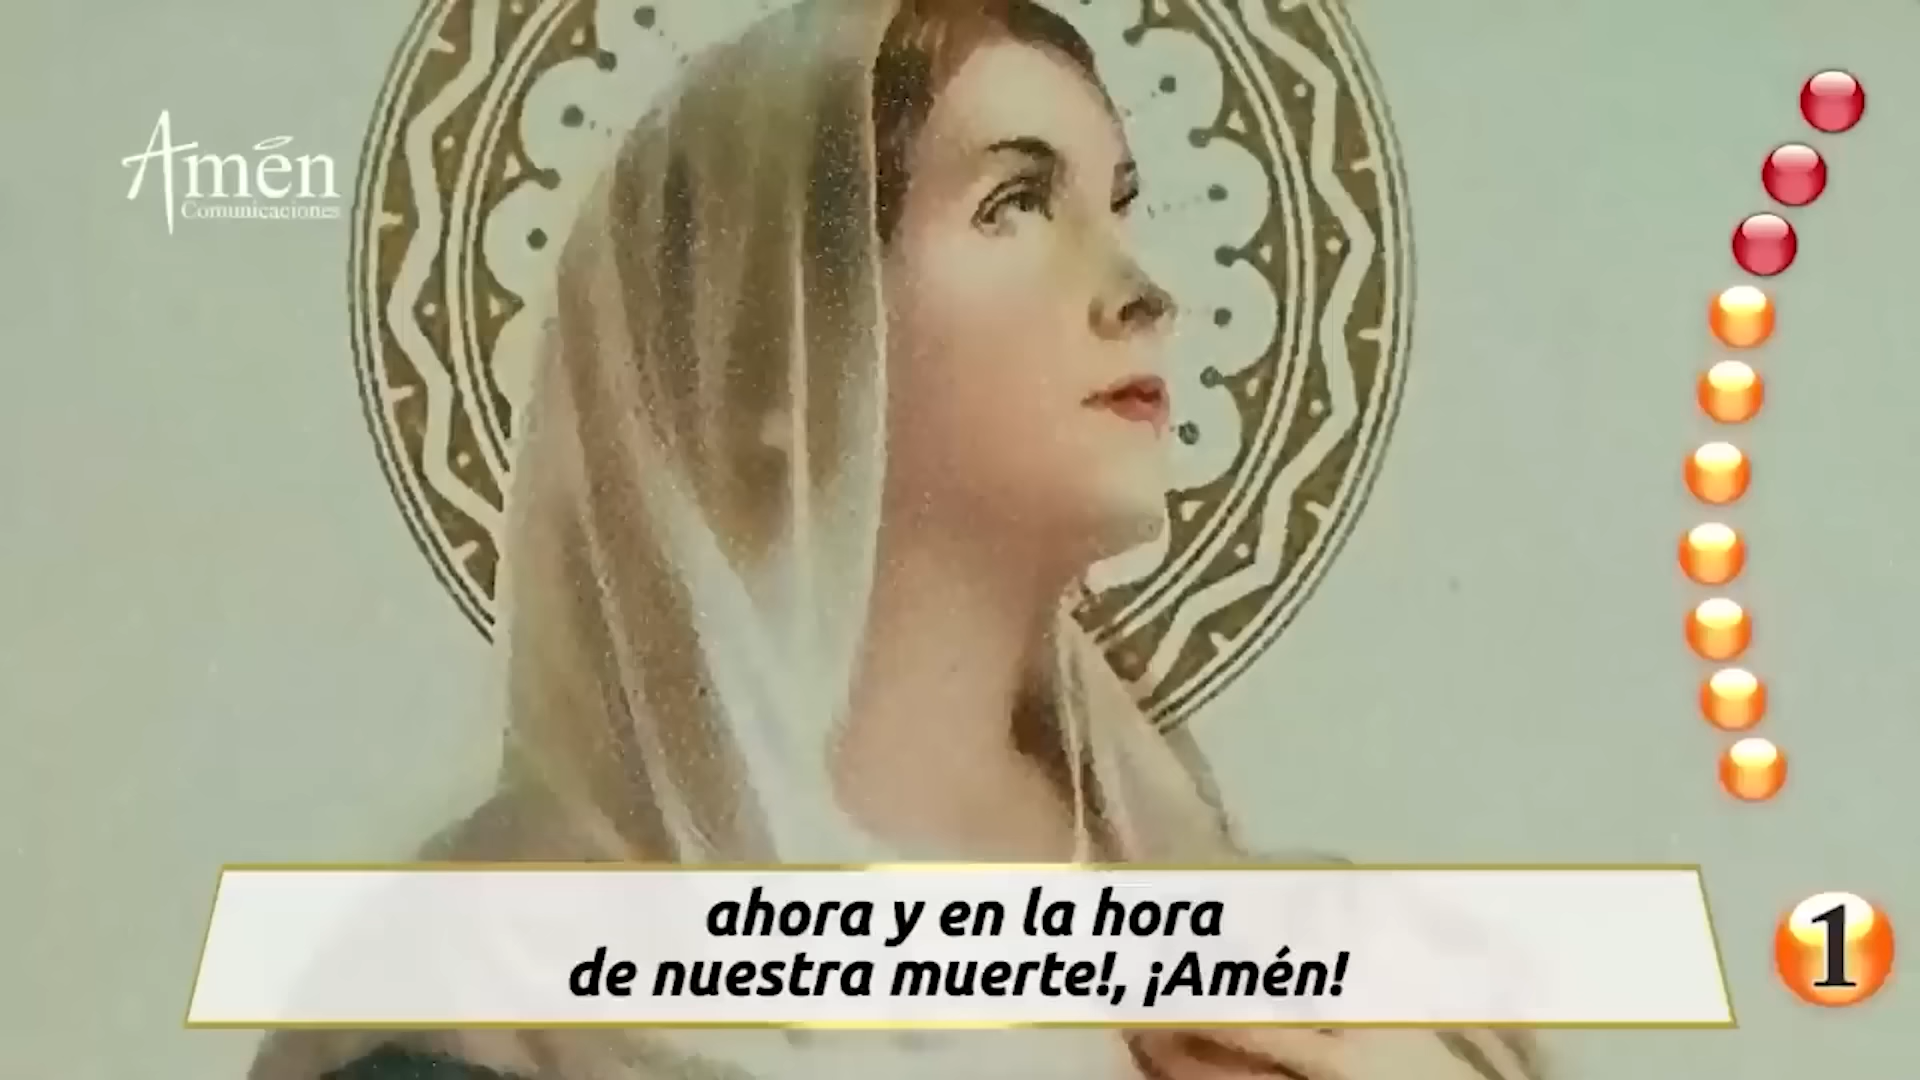 Amén
Comunicaciones
ahora y en la hora
de nuestra muerte!, ¡Amén!
1